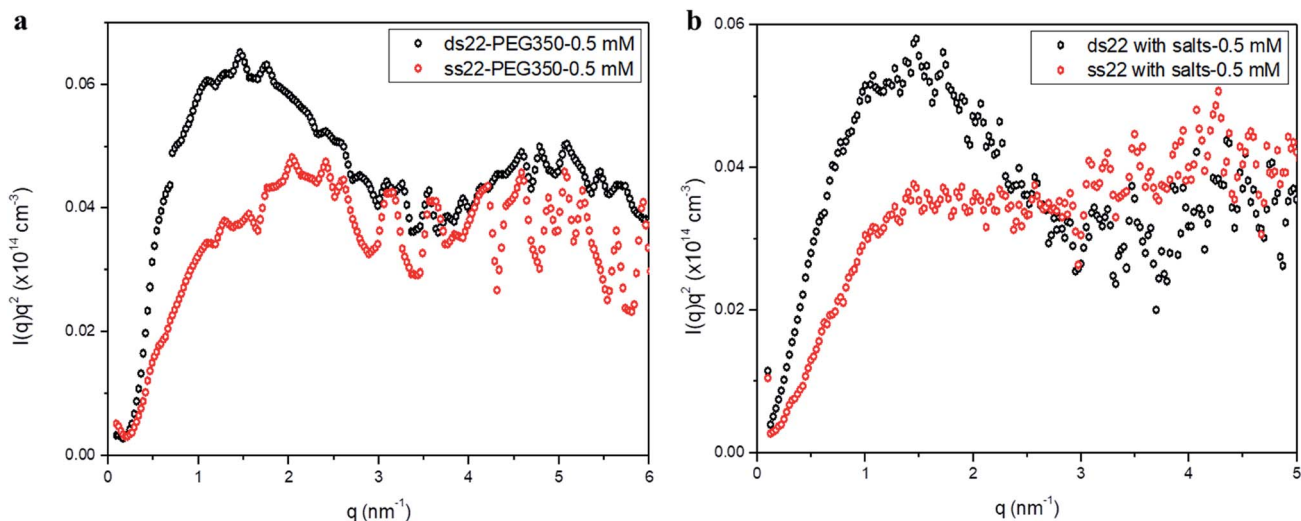 a
ds22-PEG350-0.5 mM
ss22-PEG350-0.5 mM
I(q)q² (x10¹⁴ cm⁻³)
0.06
0.04
0.02
0.00
0 1 2 3 4 5 6
q (nm⁻¹)
b
ds22 with salts-0.5 mM
ss22 with salts-0.5 mM
I(q)q² (x10¹⁴ cm⁻³)
0.06
0.04
0.02
0.00
0 1 2 3 4 5
q (nm⁻¹)